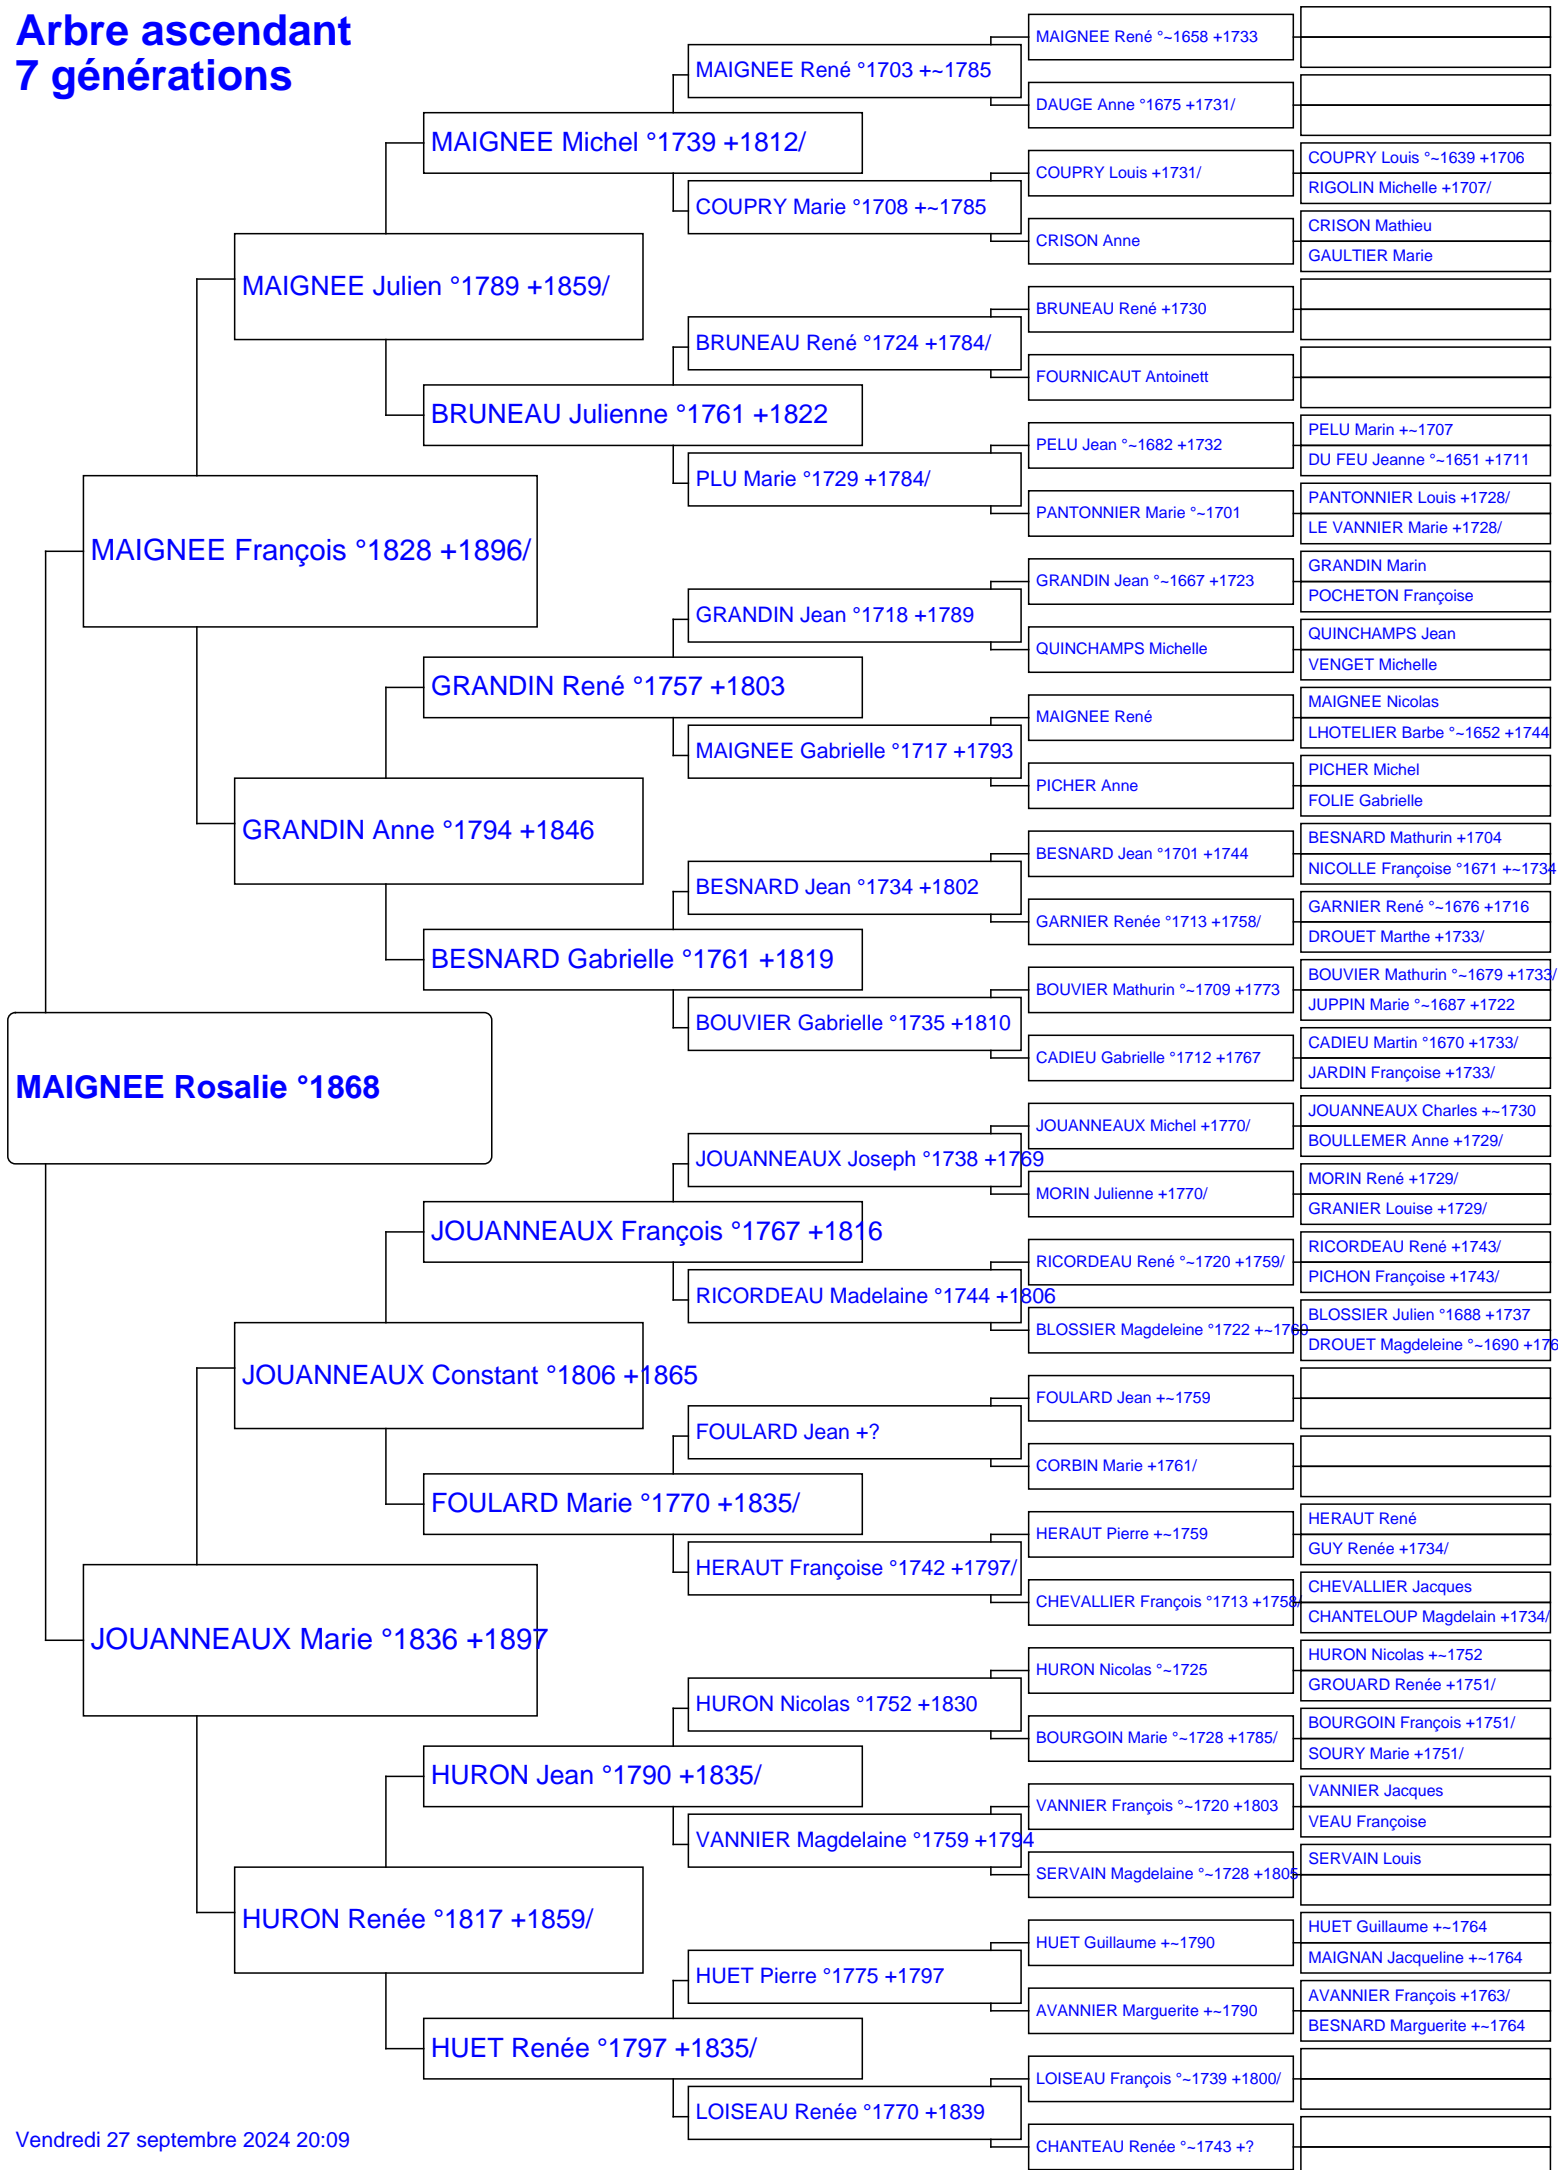 Arbre ascendant
7 générations
MAIGNEE Rosalie °1868
MAIGNEE François °1828 +1896/
JOUANNEAUX Marie °1836 +1897
MAIGNEE Julien °1789 +1859/
GRANDIN Anne °1794 +1846
JOUANNEAUX Constant °1806 +1865
HURON Renée °1817 +1859/
MAIGNEE Michel °1739 +1812/
BRUNEAU Julienne °1761 +1822
GRANDIN René °1757 +1803
BESNARD Gabrielle °1761 +1819
JOUANNEAUX François °1767 +1816
FOULARD Marie °1770 +1835/
HURON Jean °1790 +1835/
HUET Renée °1797 +1835/
MAIGNEE René °1703 +~1785
COUPRY Marie °1708 +~1785
BRUNEAU René °1724 +1784/
PLU Marie °1729 +1784/
GRANDIN Jean °1718 +1789
MAIGNEE Gabrielle °1717 +1793
BESNARD Jean °1734 +1802
BOUVIER Gabrielle °1735 +1810
JOUANNEAUX Joseph °1738 +1769
RICORDEAU Madelaine °1744 +1806
FOULARD Jean +?
HERAUT Françoise °1742 +1797/
HURON Nicolas °1752 +1830
VANNIER Magdelaine °1759 +1794
HUET Pierre °1775 +1797
LOISEAU Renée °1770 +1839
MAIGNEE René °~1658 +1733
DAUGE Anne °1675 +1731/
COUPRY Louis +1731/
CRISON Anne
BRUNEAU René +1730
FOURNICAUT Antoinett
PELU Jean °~1682 +1732
PANTONNIER Marie °~1701
GRANDIN Jean °~1667 +1723
QUINCHAMPS Michelle
MAIGNEE René
PICHER Anne
BESNARD Jean °1701 +1744
GARNIER Renée °1713 +1758/
BOUVIER Mathurin °~1709 +1773
CADIEU Gabrielle °1712 +1767
JOUANNEAUX Michel +1770/
MORIN Julienne +1770/
RICORDEAU René °~1720 +1759/
BLOSSIER Magdeleine °1722 +~1760
FOULARD Jean +~1759
CORBIN Marie +1761/
HERAUT Pierre +~1759
CHEVALLIER François °1713 +1758/
HURON Nicolas °~1725
BOURGOIN Marie °~1728 +1785/
VANNIER François °~1720 +1803
SERVAIN Magdelaine °~1728 +1805
HUET Guillaume +~1790
AVANNIER Marguerite +~1790
LOISEAU François °~1739 +1800/
CHANTEAU Renée °~1743 +?
COUPRY Louis °~1639 +1706
RIGOLIN Michelle +1707/
CRISON Mathieu
GAULTIER Marie
PELU Marin +~1707
DU FEU Jeanne °~1651 +1711
PANTONNIER Louis +1728/
LE VANNIER Marie +1728/
GRANDIN Marin
POCHETON Françoise
QUINCHAMPS Jean
VENGET Michelle
MAIGNEE Nicolas
LHOTELIER Barbe °~1652 +1744
PICHER Michel
FOLIE Gabrielle
BESNARD Mathurin +1704
NICOLLE Françoise °1671 +~1734
GARNIER René °~1676 +1716
DROUET Marthe +1733/
BOUVIER Mathurin °~1679 +1733/
JUPPIN Marie °~1687 +1722
CADIEU Martin °1670 +1733/
JARDIN Françoise +1733/
JOUANNEAUX Charles +~1730
BOULLEMER Anne +1729/
MORIN René +1729/
GRANIER Louise +1729/
RICORDEAU René +1743/
PICHON Françoise +1743/
BLOSSIER Julien °1688 +1737
DROUET Magdeleine °~1690 +176
HERAUT René
GUY Renée +1734/
CHEVALLIER Jacques
CHANTELOUP Magdelain +1734/
HURON Nicolas +~1752
GROUARD Renée +1751/
BOURGOIN François +1751/
SOURY Marie +1751/
VANNIER Jacques
VEAU Françoise
SERVAIN Louis
HUET Guillaume +~1764
MAIGNAN Jacqueline +~1764
AVANNIER François +1763/
BESNARD Marguerite +~1764
Vendredi 27 septembre 2024 20:09